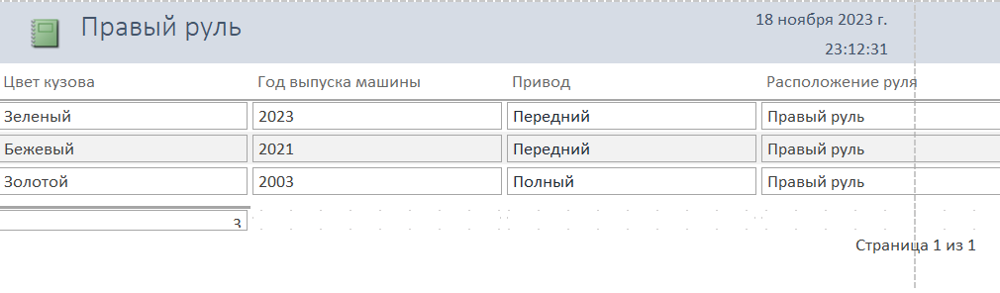 Правый руль
18 ноября 2023 г.
23:12:31
Цвет кузова Год выпуска машины Привод Расположение руля
Зеленый 2023 Передний Правый руль
Бежевый 2021 Передний Правый руль
Золотой 2003 Полный Правый руль
3
Страница 1 из 1